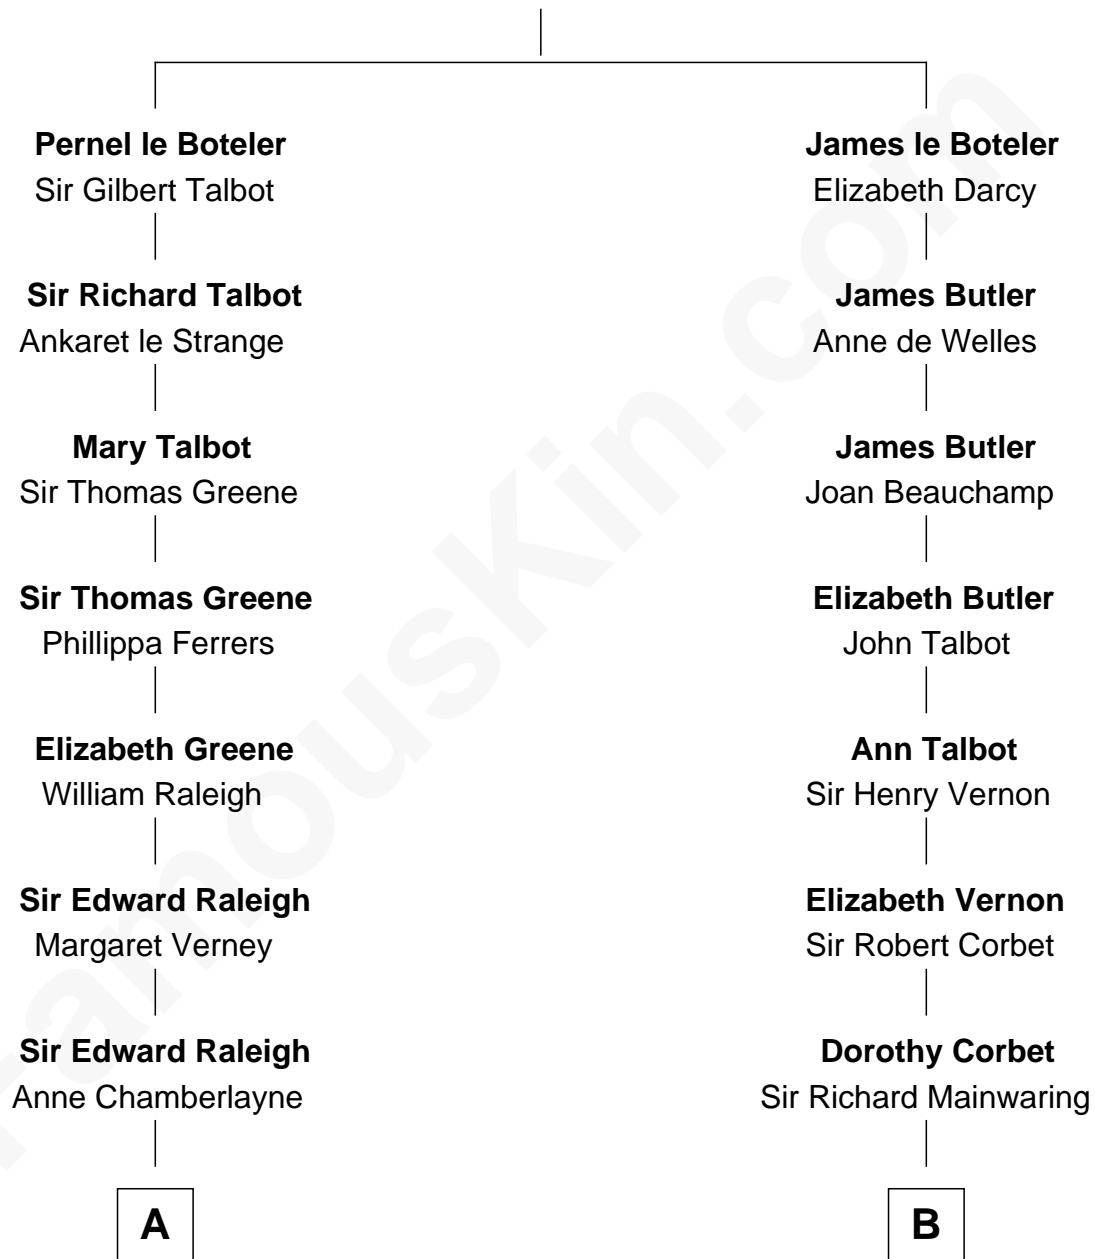 Pernel le Boteler
Sir Gilbert Talbot
Sir Richard Talbot
Ankaret le Strange
Mary Talbot
Sir Thomas Greene
Sir Thomas Greene
Phillippa Ferrers
Elizabeth Greene
William Raleigh
Sir Edward Raleigh
Margaret Verney
Sir Edward Raleigh
Anne Chamberlayne
A
James le Boteler
Elizabeth Darcy
James Butler
Anne de Welles
James Butler
Joan Beauchamp
Elizabeth Butler
John Talbot
Ann Talbot
Sir Henry Vernon
Elizabeth Vernon
Sir Robert Corbet
Dorothy Corbet
Sir Richard Mainwaring
B
FamousKin.com